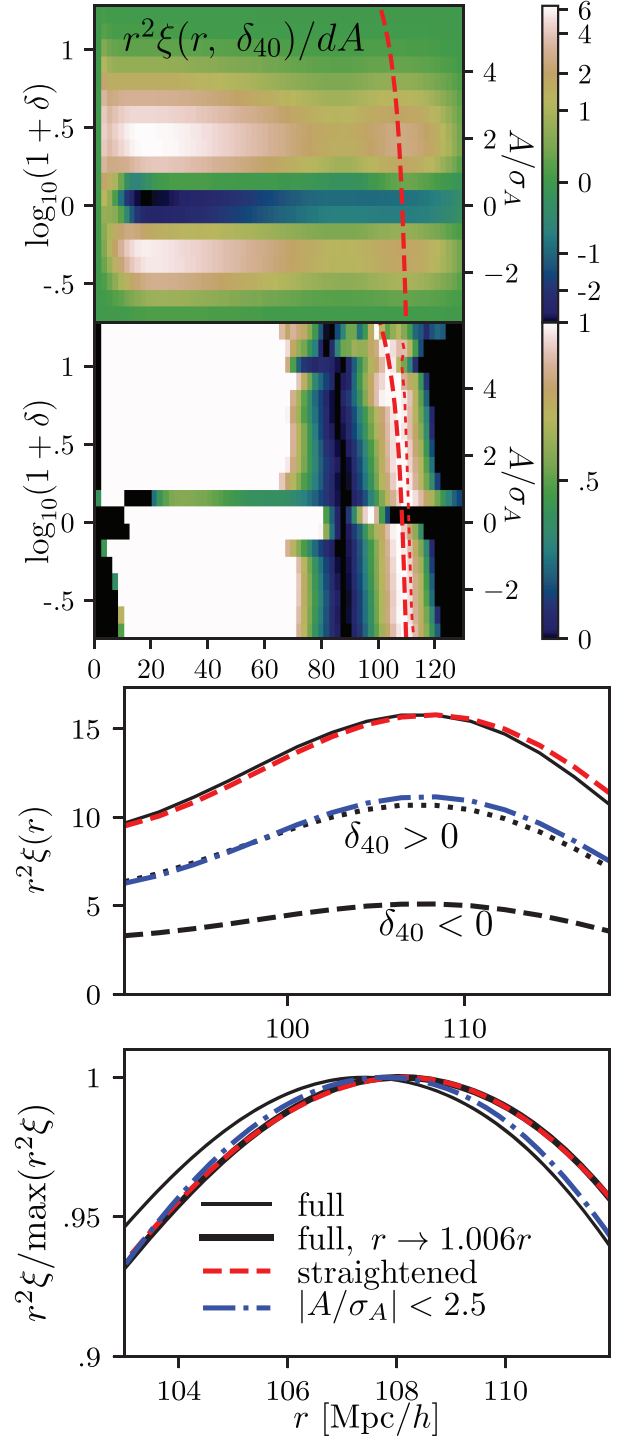 r²ξ(r, δ₄₀)/dA
log₁₀(1 + δ)
1
.5
0
-.5
4
2
0
−2
A/σ_A
6
4
2
1
0
-1
-2
log₁₀(1 + δ)
1
.5
0
-.5
4
2
0
−2
A/σ_A
1
.5
0
0 20 40 60 80 100 120
r²ξ(r)
15
10
5
0
δ₄₀ > 0
δ₄₀ < 0
100 110
r²ξ/max(r²ξ)
1
.95
.9
full
full, r → 1.006r
straightened
|A/σ_A| < 2.5
104 106 108 110
r [Mpc/h]